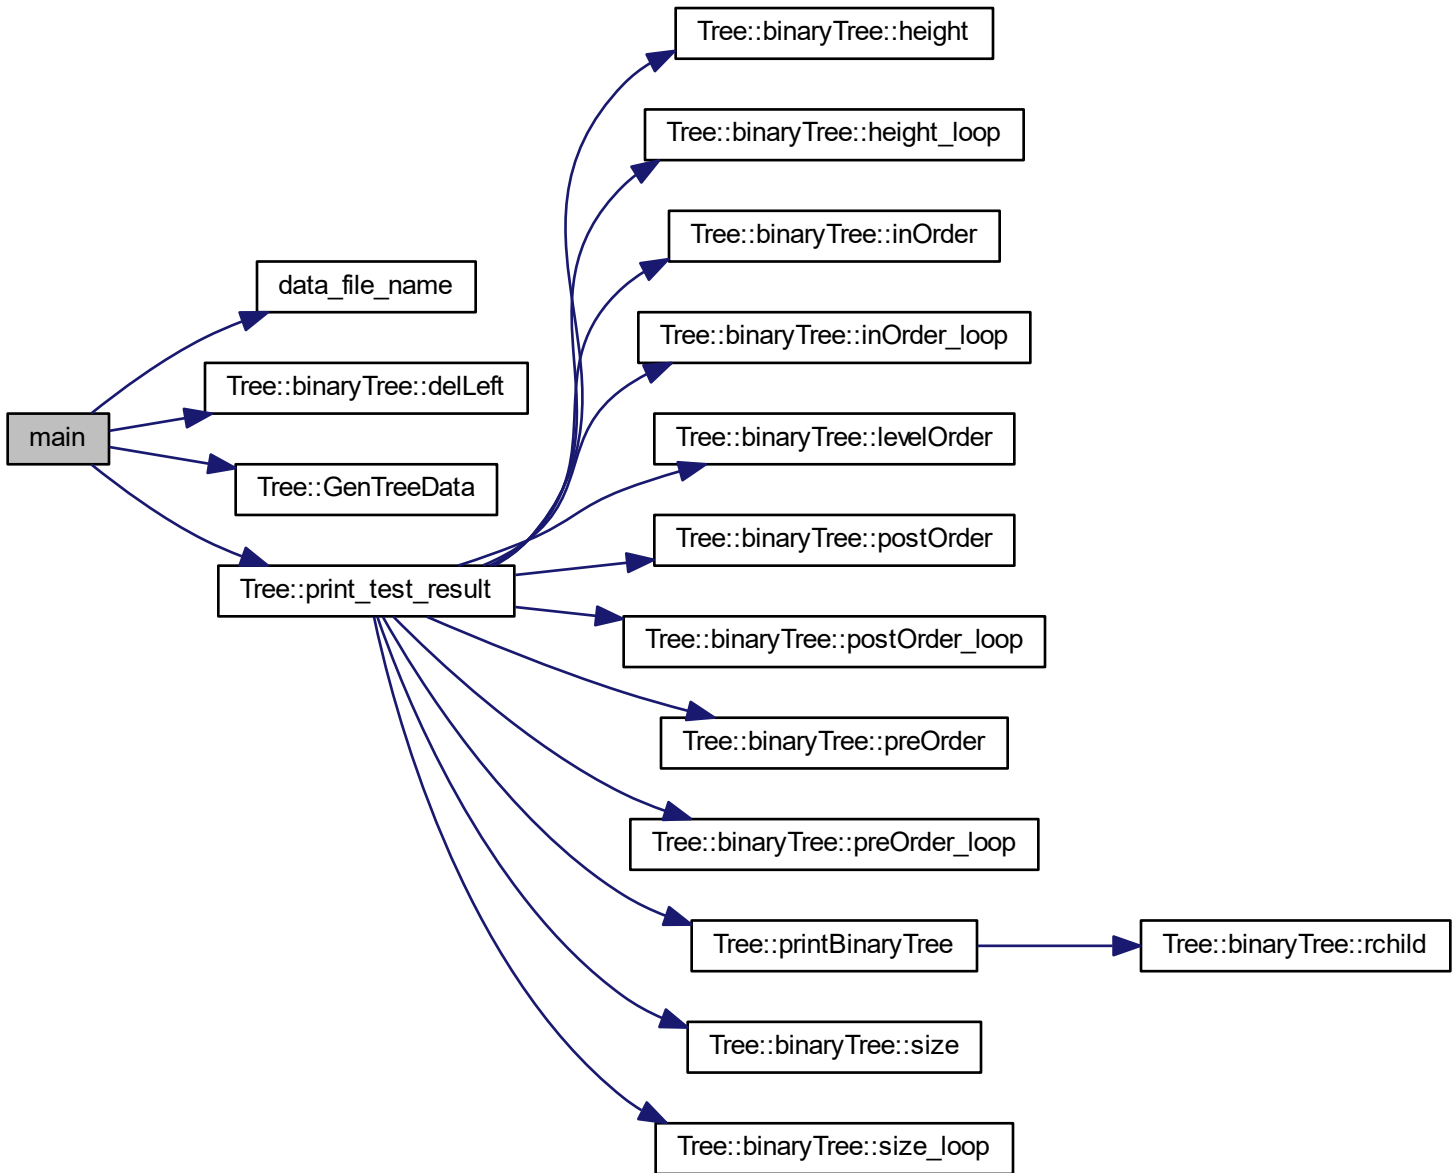 main
data_file_name
Tree::binaryTree::delLeft
Tree::GenTreeData
Tree::print_test_result
Tree::binaryTree::height
Tree::binaryTree::height_loop
Tree::binaryTree::inOrder
Tree::binaryTree::inOrder_loop
Tree::binaryTree::levelOrder
Tree::binaryTree::postOrder
Tree::binaryTree::postOrder_loop
Tree::binaryTree::preOrder
Tree::binaryTree::preOrder_loop
Tree::printBinaryTree
Tree::binaryTree::rchild
Tree::binaryTree::size
Tree::binaryTree::size_loop